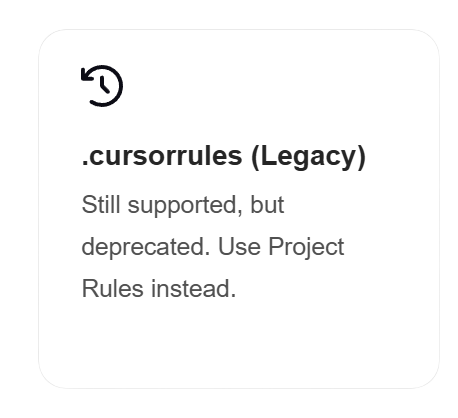 .cursorrules (Legacy)
Still supported, but
deprecated. Use Project
Rules instead.